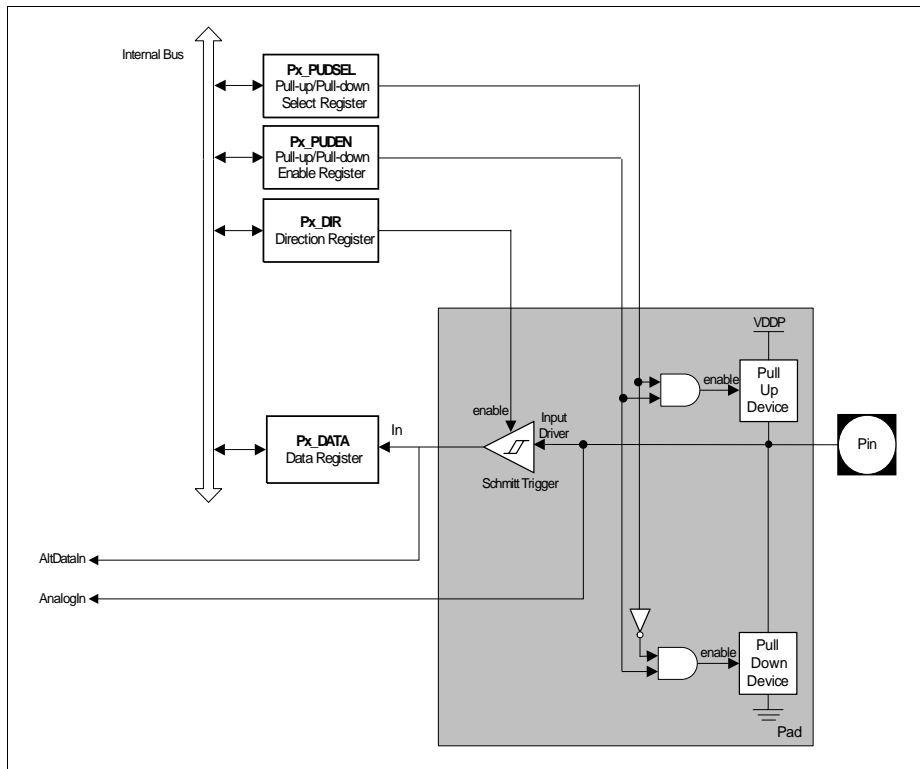 Internal Bus
Px_PUDSEL
Pull-up/Pull-down
Select Register
Px_PUDEN
Pull-up/Pull-down
Enable Register
Px_DIR
Direction Register
VDDP
enable
Pull
Up
Device
enable
Input
Driver
In
Px_DATA
Data Register
Schmitt Trigger
Pin
AltDataIn
AnalogIn
enable
Pull
Down
Device
Pad